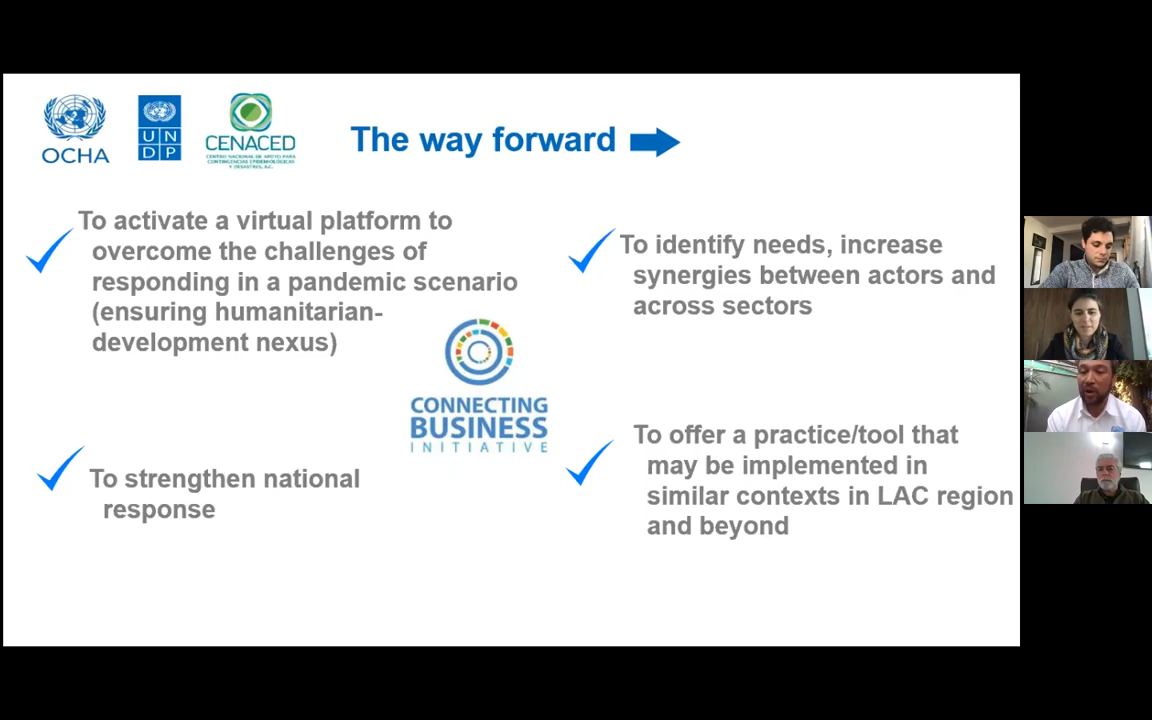 OCHA
U N
D P
CENACED
CENTRO NACIONAL DE APOYO PARA
CONTINGENCIAS EPIDEMIOLÓGICAS
Y DESASTRES, A.C.
The way forward
To activate a virtual platform to
overcome the challenges of
responding in a pandemic scenario
(ensuring humanitarian-
development nexus)
To identify needs, increase
synergies between actors and
across sectors
CONNECTING
BUSINESS
INITIATIVE
To strengthen national
response
To offer a practice/tool that
may be implemented in
similar contexts in LAC region
and beyond